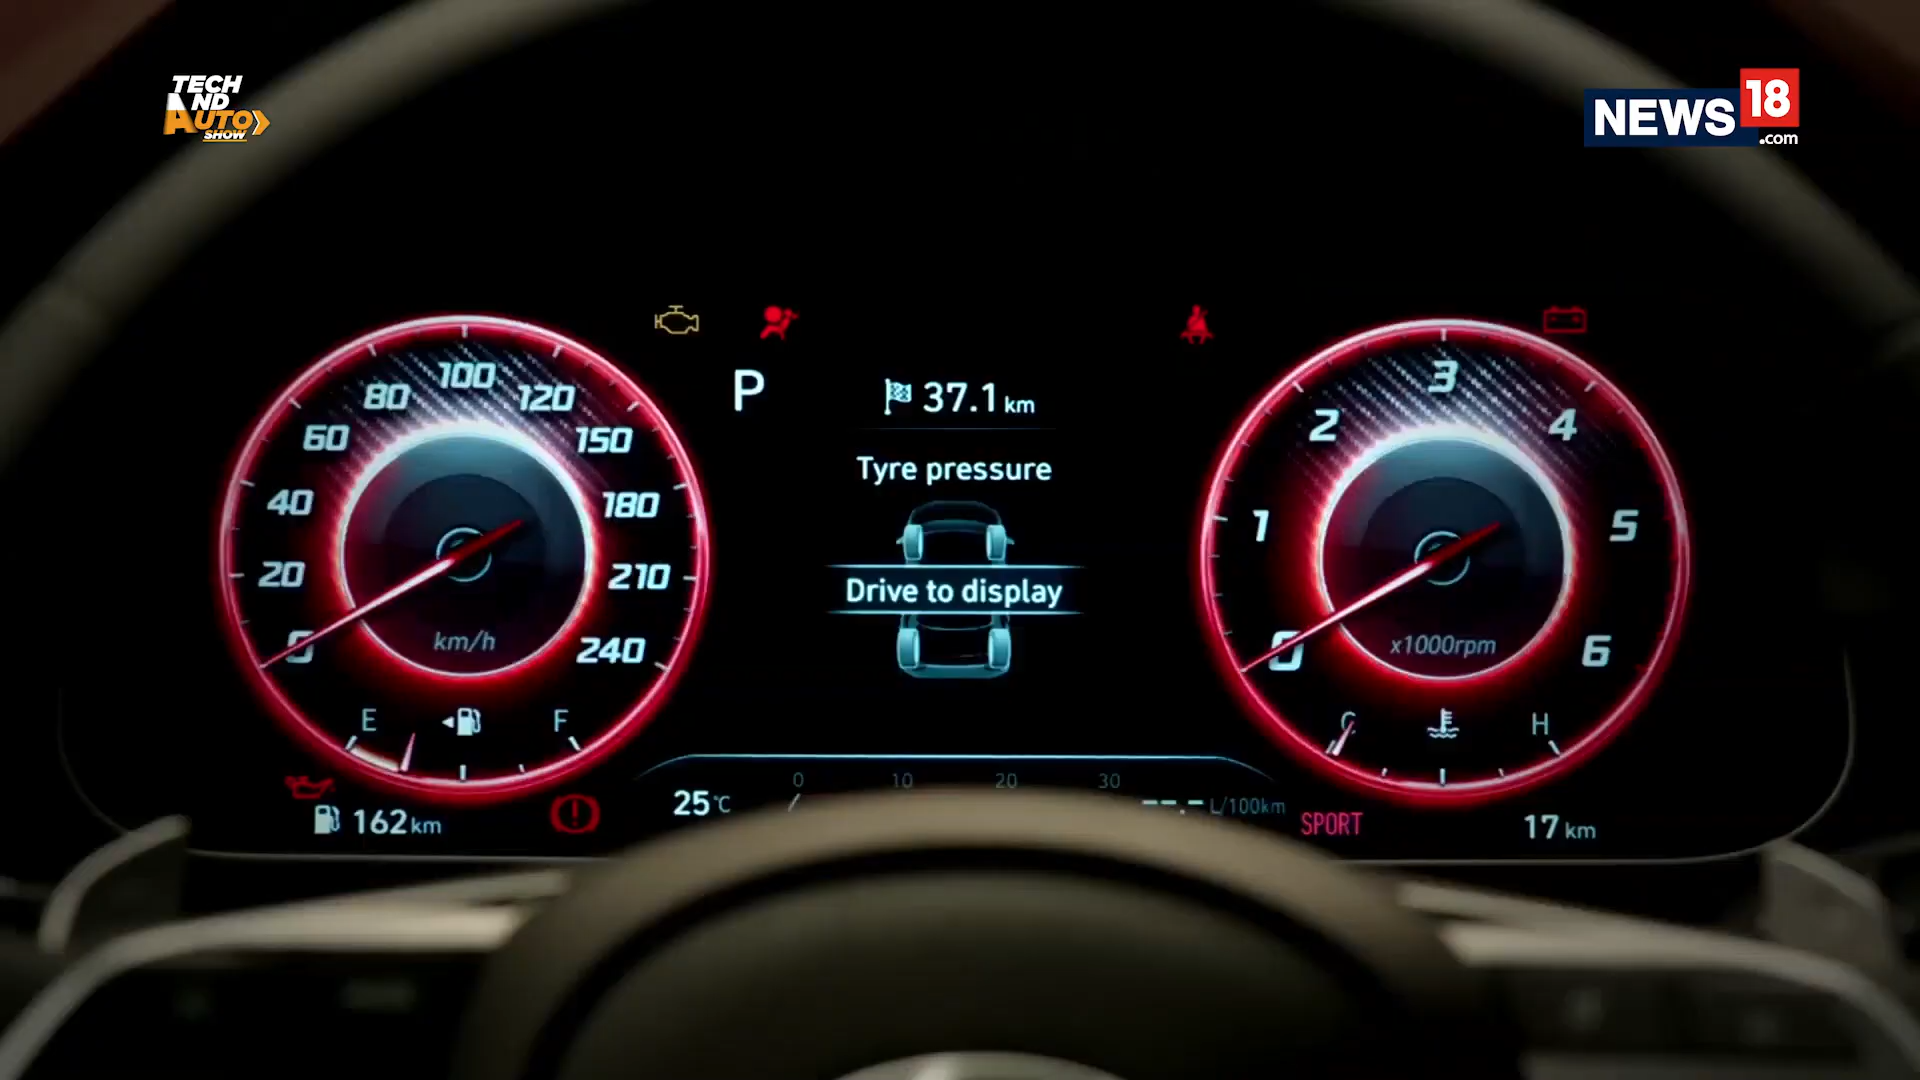 TECH
AND
AUTO
SHOW
NEWS 18
.com
P
37.1 km
Tyre pressure
Drive to display
0
20
40
60
80
100
120
150
180
210
240
km/h
E
F
162 km
25°C
0 10 20 30
--.- L/100km
0
1
2
3
4
5
6
x1000rpm
C
H
SPORT
17 km